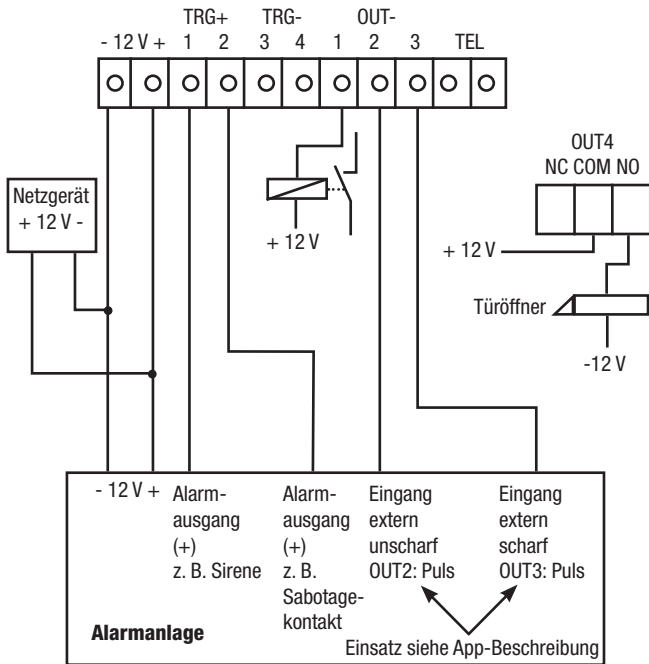 TRG+ TRG- OUT-
- 12 V + 1 2 3 4 1 2 3 TEL
OUT4
NC COM NO
Netzgerät
+ 12 V -
+ 12 V
+ 12 V
Türöffner
-12 V
- 12 V +
Alarm-
ausgang
(+)
z. B. Sirene
Alarm-
ausgang
(+)
z. B.
Sabotage-
kontakt
Eingang
extern
unscharf
OUT2: Puls
Eingang
extern
scharf
OUT3: Puls
Alarmanlage
Einsatz siehe App-Beschreibung